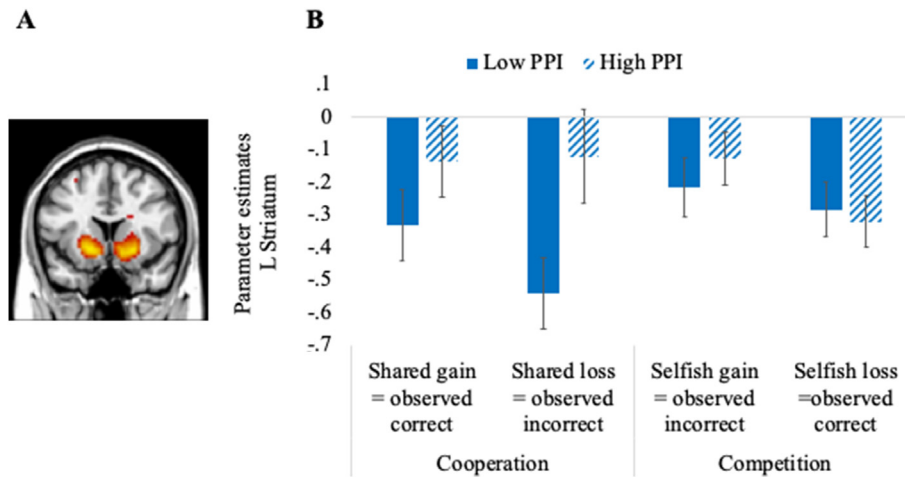 A
B
Low PPI High PPI
Parameter estimates
L Striatum
.1
0
-.1
-.2
-.3
-.4
-.5
-.6
-.7
Shared gain
= observed
correct
Shared loss
= observed
incorrect
Selfish gain
= observed
incorrect
Selfish loss
=observed
correct
Cooperation
Competition